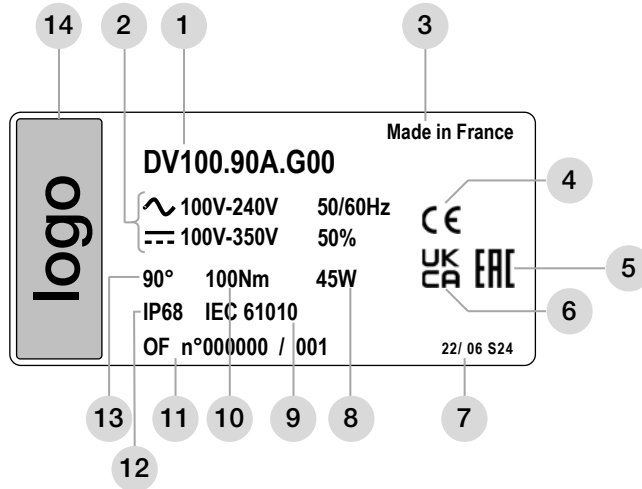 14 2 1 3
Made in France
DV100.90A.G00
logo
100V-240V 50/60Hz
100V-350V 50%
4
CE
UK
CA
EAC
5
6
90° 100Nm 45W
IP68 IEC 61010
OF n°000000 / 001
22/ 06 S24
13 11 10 9 8 7
12